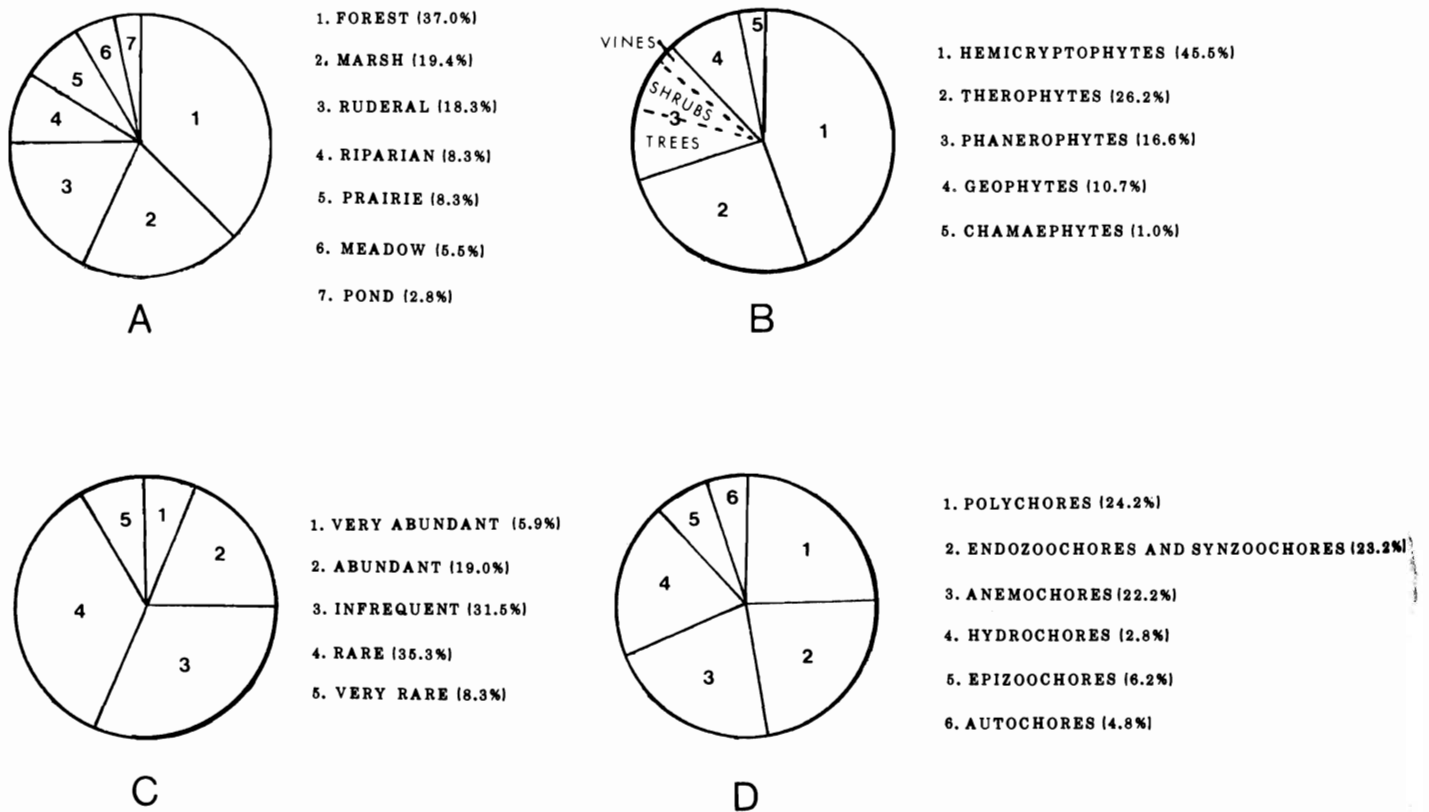 1
2
3
4
5
6
7
1. FOREST (37.0%)
2. MARSH (19.4%)
3. RUDERAL (18.3%)
4. RIPARIAN (8.3%)
5. PRAIRIE (8.3%)
6. MEADOW (5.5%)
7. POND (2.8%)
A
VINES
SHRUBS
TREES
1
2
3
4
5
1. HEMICRYPTOPHYTES (45.5%)
2. THEROPHYTES (26.2%)
3. PHANEROPHYTES (16.6%)
4. GEOPHYTES (10.7%)
5. CHAMAEPHYTES (1.0%)
B
1
2
3
4
5
1. VERY ABUNDANT (5.9%)
2. ABUNDANT (19.0%)
3. INFREQUENT (31.5%)
4. RARE (35.3%)
5. VERY RARE (8.3%)
C
1
2
3
4
5
6
1. POLYCHORES (24.2%)
2. ENDOZOOCHORES AND SYNZOOCHORES (23.2%)
3. ANEMOCHORES (22.2%)
4. HYDROCHORES (2.8%)
5. EPIZOOCHORES (6.2%)
6. AUTOCHORES (4.8%)
D